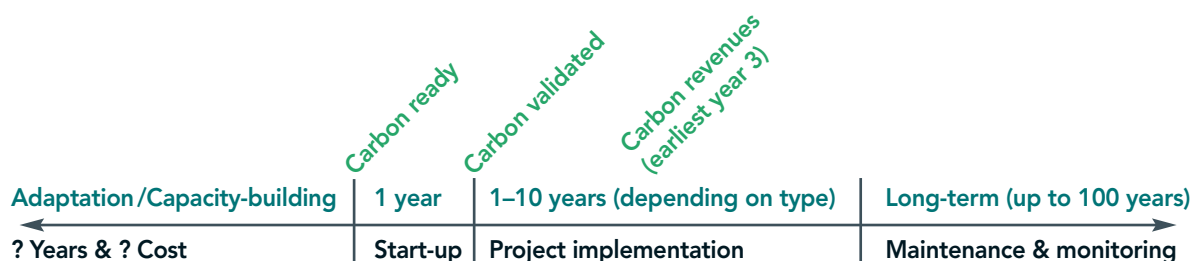 Carbon ready
Carbon validated
Carbon revenues
(earliest year 3)
Adaptation/Capacity-building
1 year
1–10 years (depending on type)
Long-term (up to 100 years)
? Years & ? Cost
Start-up
Project implementation
Maintenance & monitoring